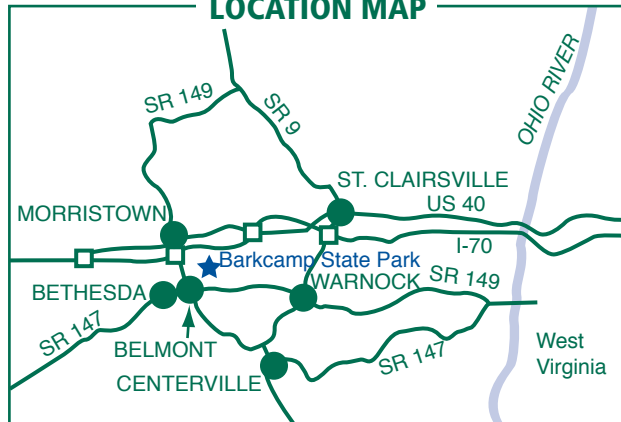 LOCATION MAP
SR 149
SR 9
OHIO RIVER
ST. CLAIRSVILLE
US 40
MORRISTOWN
I-70
Barkcamp State Park
BETHESDA
WARNOCK
SR 149
SR 147
BELMONT
CENTERVILLE
SR 147
West
Virginia